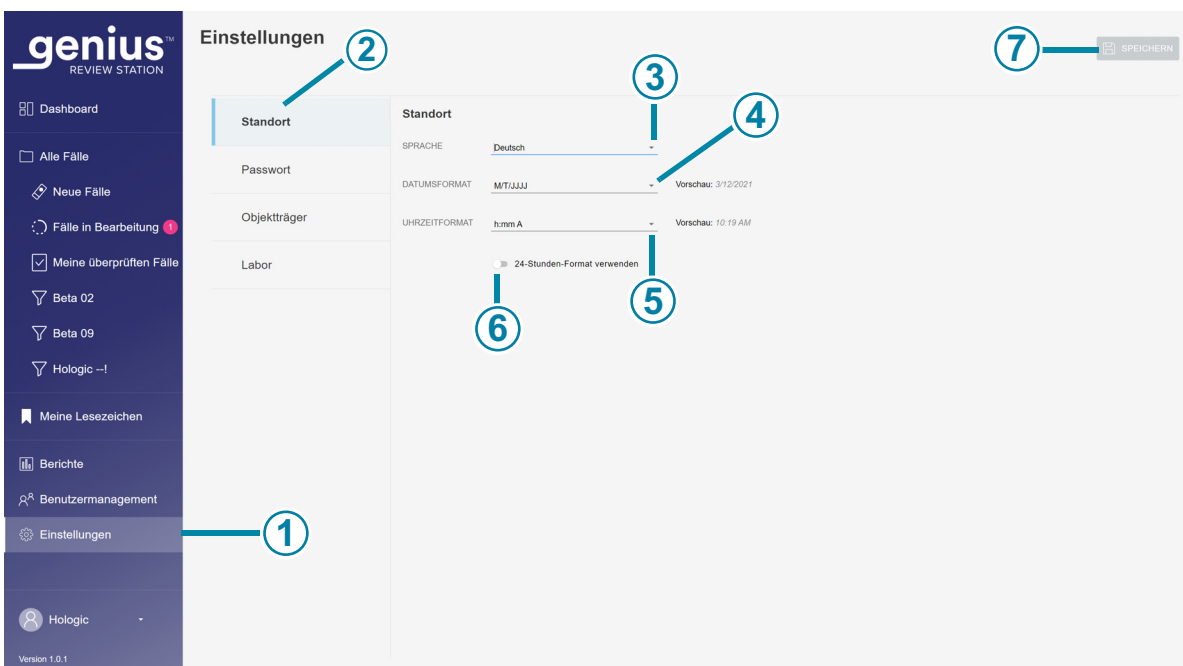 genius™
REVIEW STATION
Dashboard
Alle Fälle
Neue Fälle
Fälle in Bearbeitung 1
Meine überprüften Fälle
Beta 02
Beta 09
Hologic --!
Meine Lesezeichen
Berichte
Benutzermanagement
Einstellungen
Hologic
Version 1.0.1
1
Einstellungen
2
7
SPEICHERN
Standort
Passwort
Objektträger
Labor
Standort
3
4
SPRACHE Deutsch
DATUMSFORMAT M/T/JJJJ Vorschau: 3/12/2021
UHRZEITFORMAT h:mm A Vorschau: 10:19 AM
24-Stunden-Format verwenden
5
6